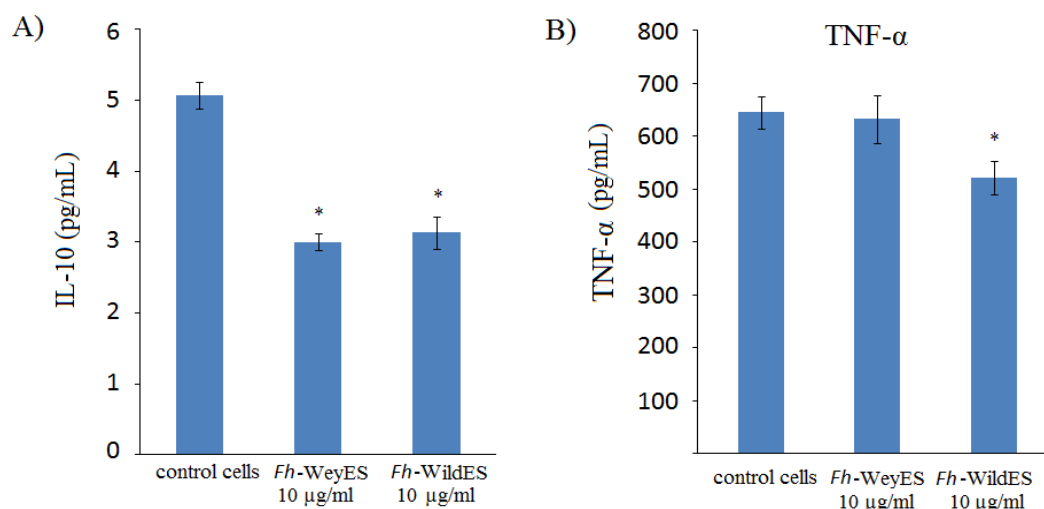 A)
6
5
4
3
2
1
0
IL-10 (pg/mL)
*
*
control cells
Fh-WeyES
10 µg/ml
Fh-WildES
10 µg/ml
B)
TNF-α
800
700
600
500
400
300
200
100
TNF-α (pg/mL)
*
control cells
Fh-WeyES
10 µg/ml
Fh-WildES
10 µg/ml